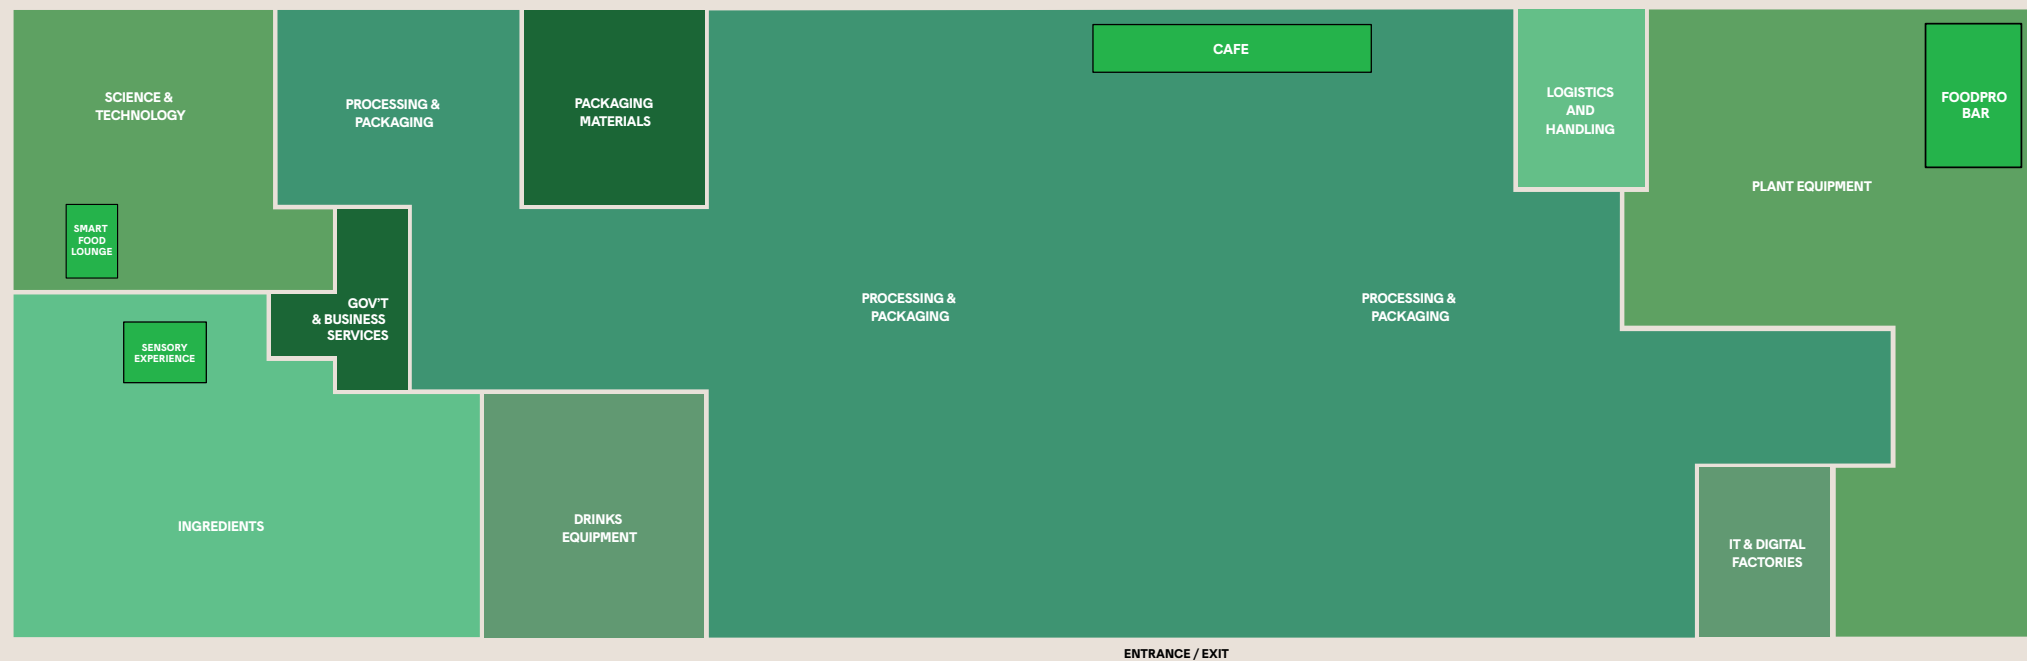 SCIENCE &
TECHNOLOGY
PROCESSING &
PACKAGING
PACKAGING
MATERIALS
CAFE
LOGISTICS
AND
HANDLING
FOODPRO
BAR
PLANT EQUIPMENT
SMART
FOOD
LOUNGE
GOV'T
& BUSINESS
SERVICES
PROCESSING &
PACKAGING
PROCESSING &
PACKAGING
SENSORY
EXPERIENCE
INGREDIENTS
DRINKS
EQUIPMENT
IT & DIGITAL
FACTORIES
ENTRANCE / EXIT